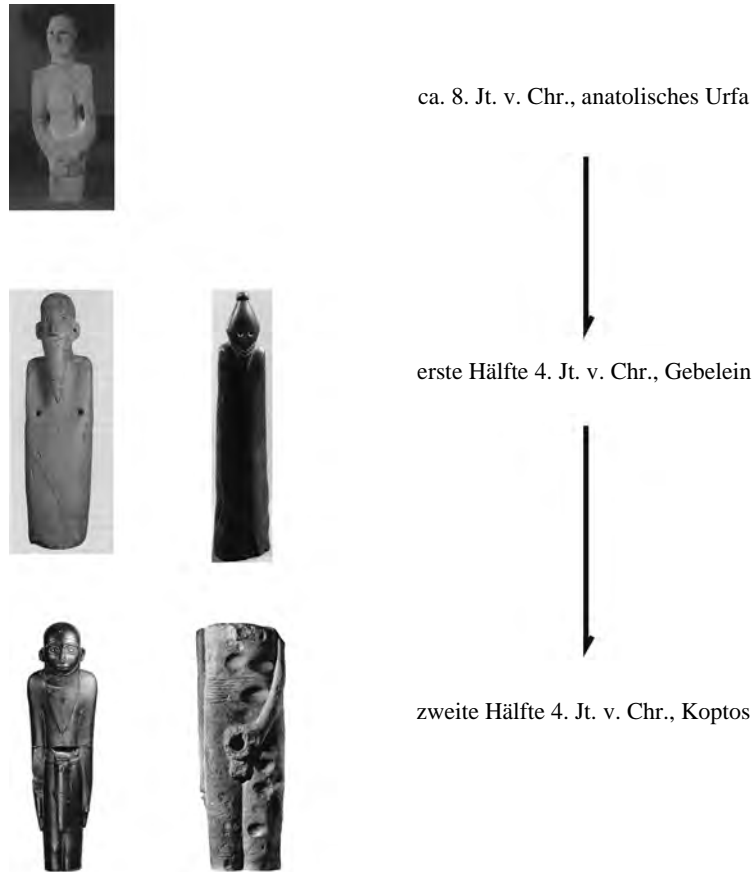 ca. 8. Jt. v. Chr., anatolisches Urfa
erste Hälfte 4. Jt. v. Chr., Gebelein
zweite Hälfte 4. Jt. v. Chr., Koptos